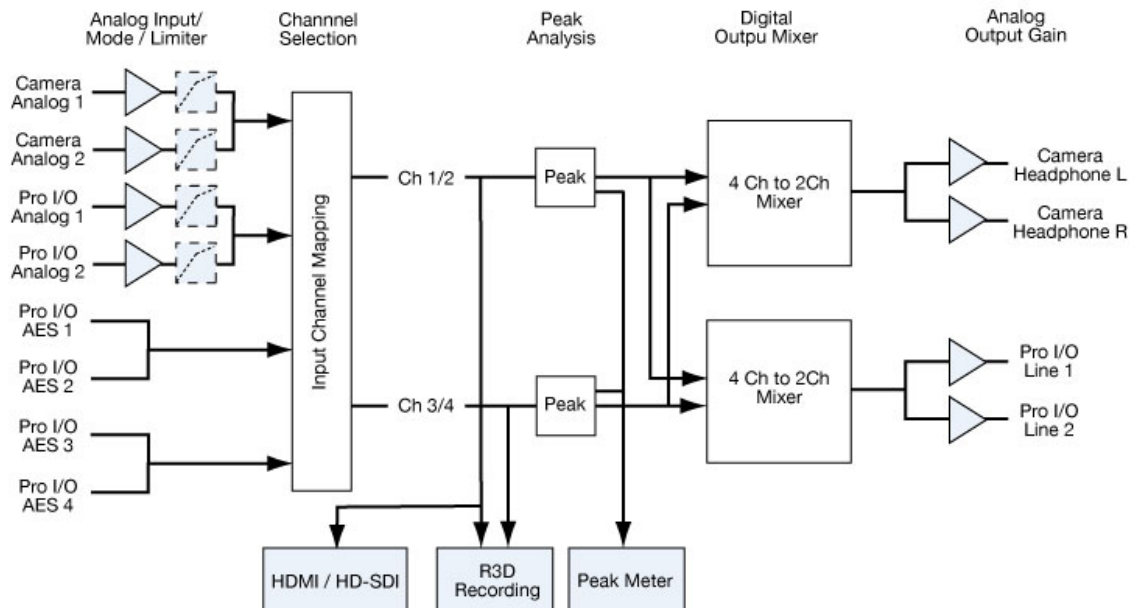 Analog Input/
Mode / Limiter
Channnel
Selection
Peak
Analysis
Digital
Outpu Mixer
Analog
Output Gain
Camera
Analog 1
Camera
Analog 2
Pro I/O
Analog 1
Pro I/O
Analog 2
Pro I/O
AES 1
Pro I/O
AES 2
Pro I/O
AES 3
Pro I/O
AES 4
Input Channel Mapping
Ch 1/2
Ch 3/4
Peak
Peak
4 Ch to 2Ch
Mixer
4 Ch to 2Ch
Mixer
Camera
Headphone L
Camera
Headphone R
Pro I/O
Line 1
Pro I/O
Line 2
HDMI / HD-SDI
R3D
Recording
Peak Meter